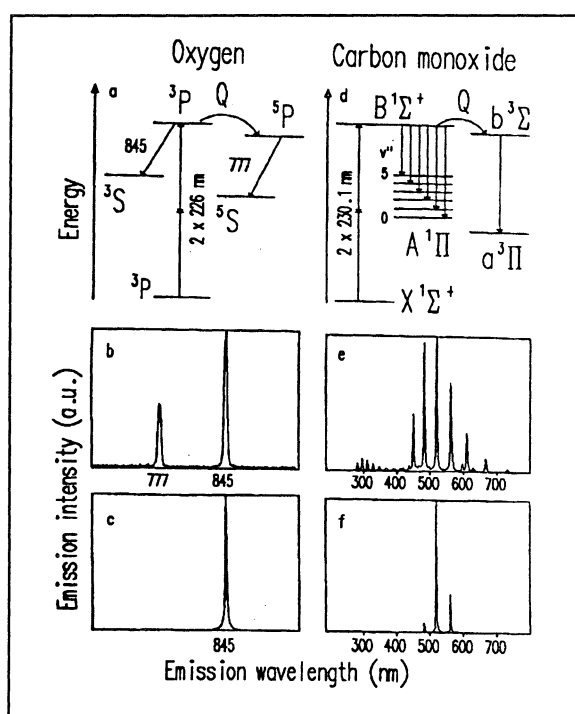 Oxygen
Carbon monoxide
a
³P
Q
⁵P
845
777
³S
⁵S
2 x 226 nm
³P
Energy
d
B¹Σ⁺
Q
b³Σ
v"
5
0
A¹Π
a³Π
2 x 230.1 nm
X¹Σ⁺
b
777
845
e
300 400 500 600 700
c
845
f
300 400 500 600 700
Emission intensity (a.u.)
Emission wavelength (nm)